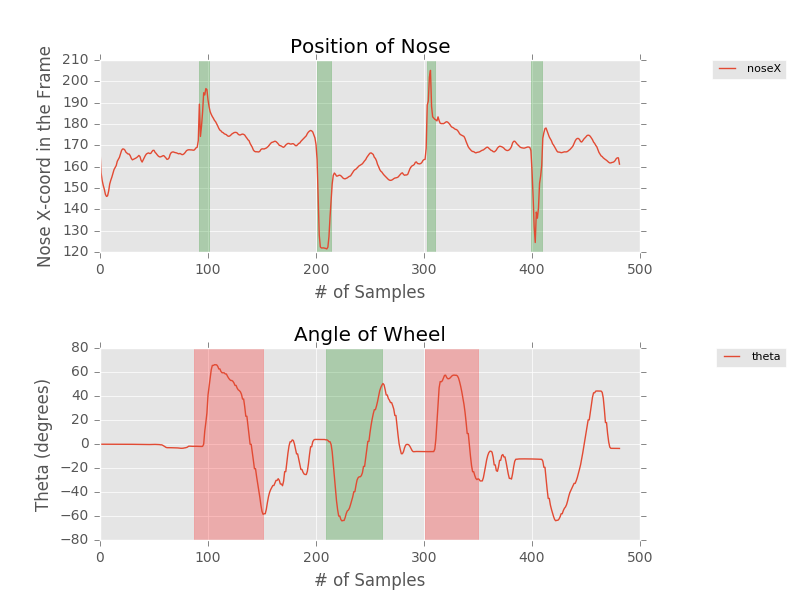 Position of Nose
210
200
190
180
170
160
150
140
130
120
Nose X-coord in the Frame
0 100 200 300 400 500
# of Samples
noseX
Angle of Wheel
80
60
40
20
0
−20
−40
−60
−80
Theta (degrees)
0 100 200 300 400 500
# of Samples
theta